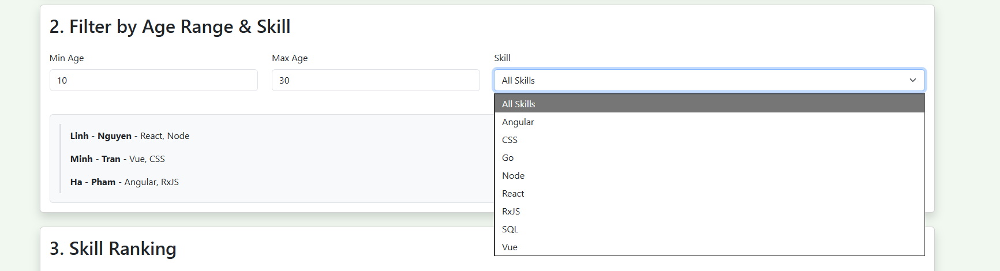 2. Filter by Age Range & Skill
Min Age
Max Age
Skill
10
30
All Skills
All Skills
Angular
CSS
Go
Node
React
RxJS
SQL
Vue
Linh - Nguyen - React, Node
Minh - Tran - Vue, CSS
Ha - Pham - Angular, RxJS
3. Skill Ranking